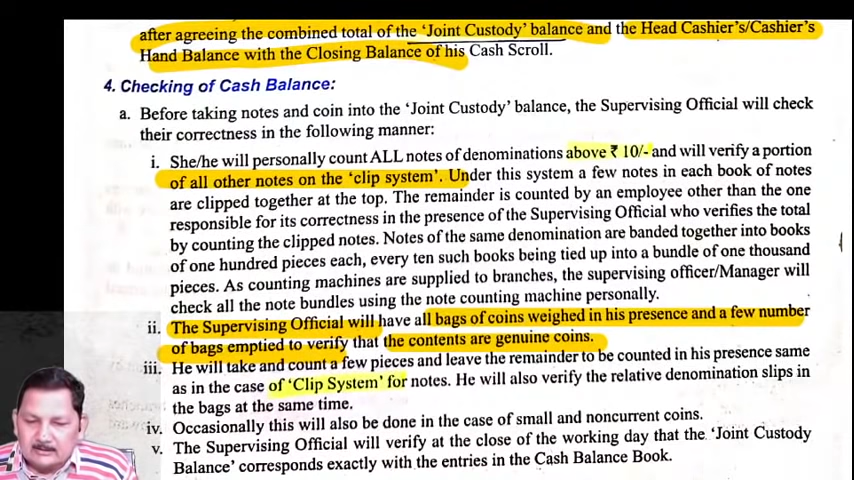 after agreeing the combined total of the 'Joint Custody' balance and the Head Cashier's/Cashier's
Hand Balance with the Closing Balance of his Cash Scroll.
4. Checking of Cash Balance:
a. Before taking notes and coin into the 'Joint Custody' balance, the Supervising Official will check
their correctness in the following manner:
i. She/he will personally count ALL notes of denominations above ₹ 10/- and will verify a portion
of all other notes on the 'clip system'. Under this system a few notes in each book of notes
are clipped together at the top. The remainder is counted by an employee other than the one
responsible for its correctness in the presence of the Supervising Official who verifies the total
by counting the clipped notes. Notes of the same denomination are banded together into books
of one hundred pieces each, every ten such books being tied up into a bundle of one thousand
pieces. As counting machines are supplied to branches, the supervising officer/Manager will
check all the note bundles using the note counting machine personally.
ii. The Supervising Official will have all bags of coins weighed in his presence and a few number
of bags emptied to verify that the contents are genuine coins.
iii. He will take and count a few pieces and leave the remainder to be counted in his presence same
as in the case of 'Clip System' for notes. He will also verify the relative denomination slips in
the bags at the same time.
iv. Occasionally this will also be done in the case of small and noncurrent coins.
v. The Supervising Official will verify at the close of the working day that the 'Joint Custody
Balance' corresponds exactly with the entries in the Cash Balance Book.